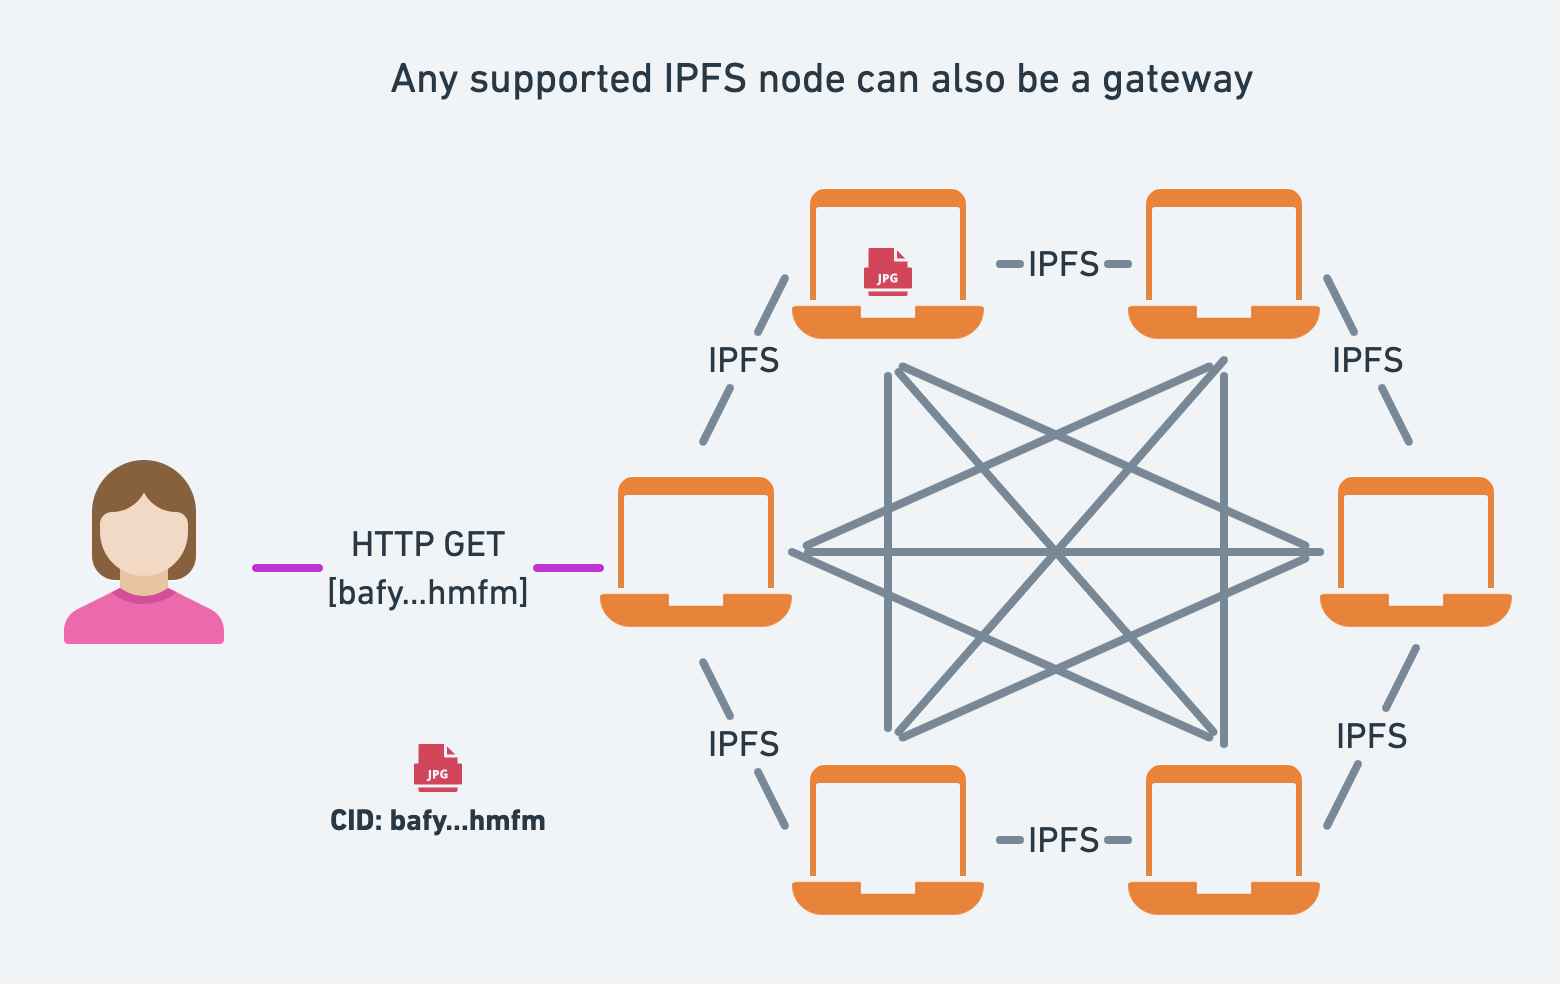 Any supported IPFS node can also be a gateway
JPG
IPFS
IPFS
IPFS
HTTP GET
[bafy...hmfm]
IPFS
IPFS
JPG
CID: bafy...hmfm
IPFS